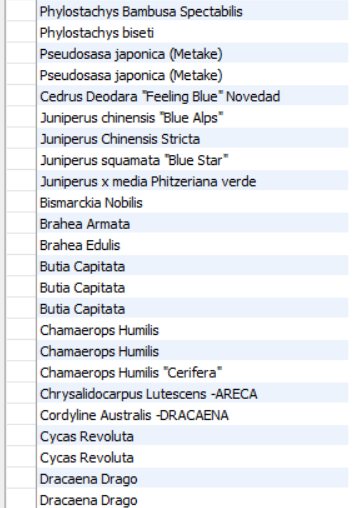 Phylostachys Bambusa Spectabilis
Phylostachys biseti
Pseudosasa japonica (Metake)
Pseudosasa japonica (Metake)
Cedrus Deodara "Feeling Blue" Novedad
Juniperus chinensis "Blue Alps"
Juniperus Chinensis Stricta
Juniperus squamata "Blue Star"
Juniperus x media Phitzeriana verde
Bismarckia Nobilis
Brahea Armata
Brahea Edulis
Butia Capitata
Butia Capitata
Butia Capitata
Chamaerops Humilis
Chamaerops Humilis
Chamaerops Humilis "Cerifera"
Chrysalidocarpus Lutescens -ARECA
Cordyline Australis -DRACAENA
Cycas Revoluta
Cycas Revoluta
Dracaena Drago
Dracaena Drago